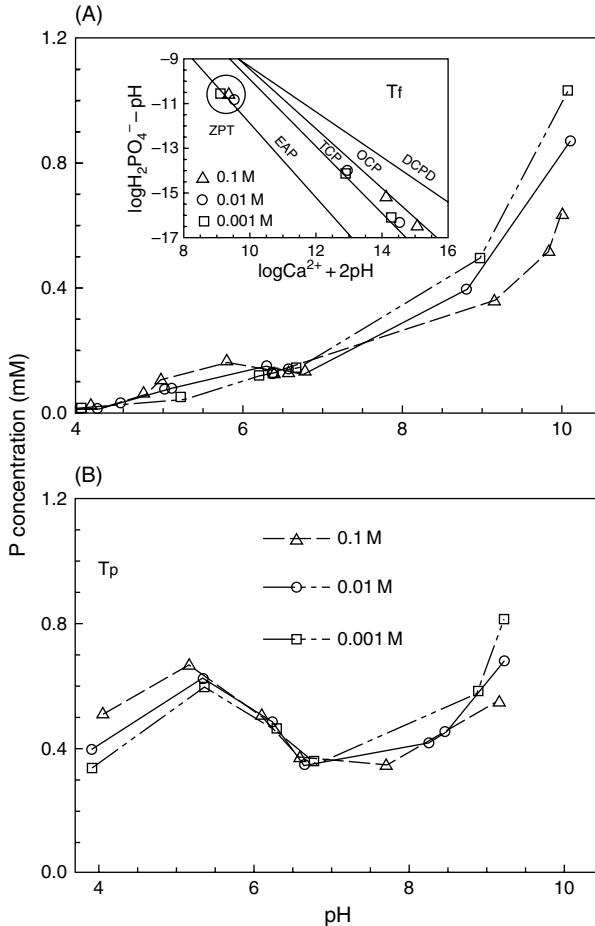 (A)
1.2
0.8
0.4
0.0
4
6
8
10
−9
−11
−13
−15
−17
8
10
12
14
16
logH₂PO₄⁻ – pH
logCa²⁺ + 2pH
Tf
ZPT
EAP
TCP
OCP
DCPD
0.1 M
0.01 M
0.001 M
P concentration (mM)
(B)
1.2
0.8
0.4
0.0
4
6
8
10
Tp
0.1 M
0.01 M
0.001 M
pH